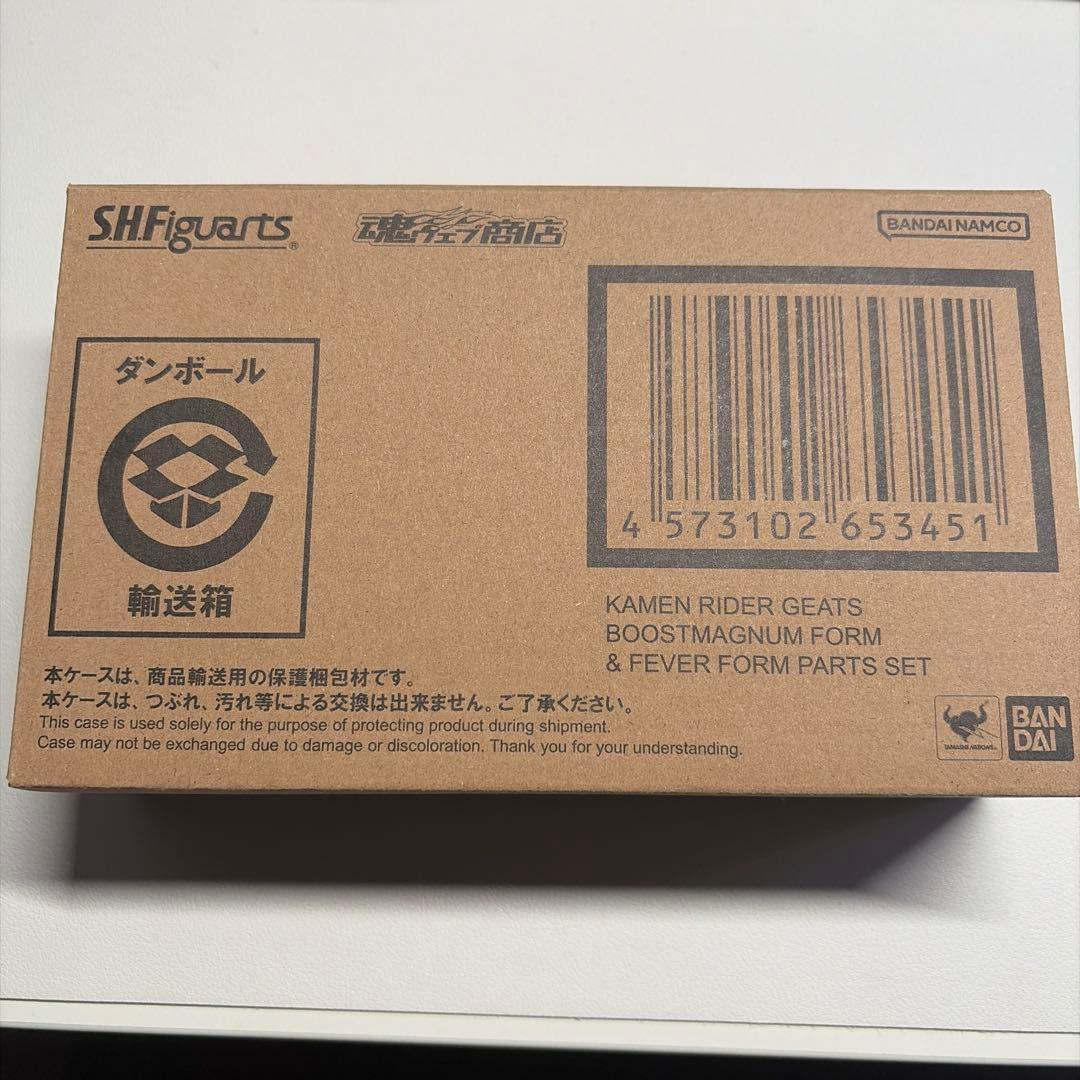 S.H.Figuarts®
魂ウェブ商店
BANDAI NAMCO
ダンボール
輸送箱
4 573102 653451
KAMEN RIDER GEATS
BOOSTMAGNUM FORM
& FEVER FORM PARTS SET
本ケースは、商品輸送用の保護梱包材です。
本ケースは、つぶれ、汚れ等による交換は出来ません。ご了承ください。
This case is used solely for the purpose of protecting product during shipment.
Case may not be exchanged due to damage or discoloration. Thank you for your understanding.
TAMASHII NATIONS
BAN
DAI